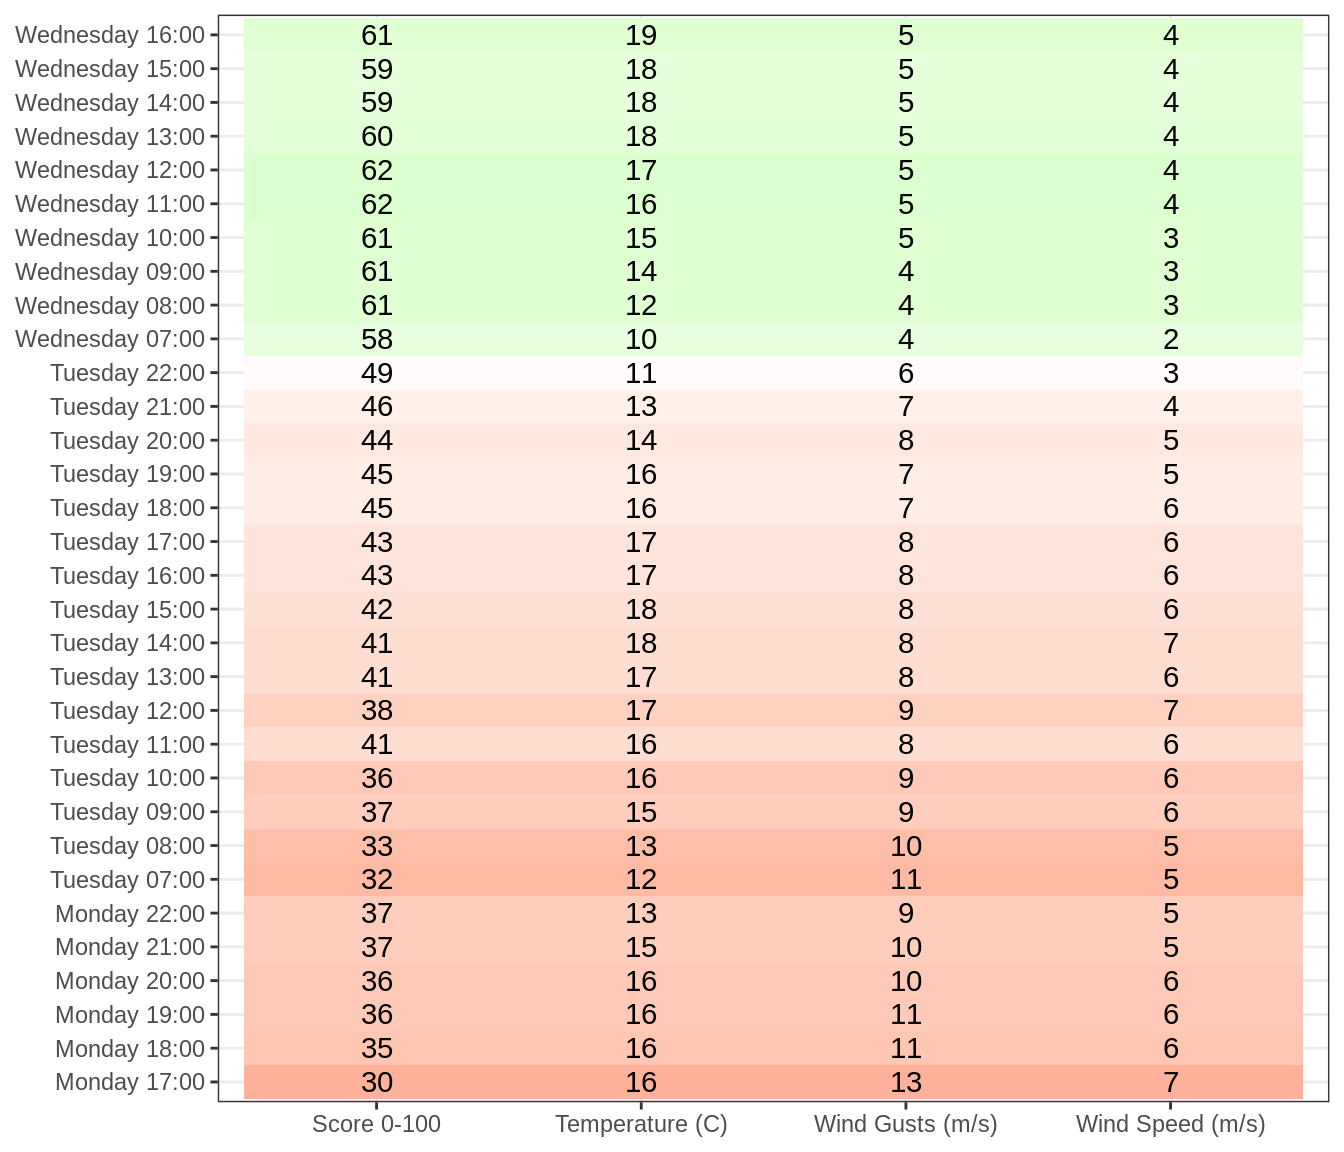 Wednesday 16:00 61 19 5 4
Wednesday 15:00 59 18 5 4
Wednesday 14:00 59 18 5 4
Wednesday 13:00 60 18 5 4
Wednesday 12:00 62 17 5 4
Wednesday 11:00 62 16 5 4
Wednesday 10:00 61 15 5 3
Wednesday 09:00 61 14 4 3
Wednesday 08:00 61 12 4 3
Wednesday 07:00 58 10 4 2
Tuesday 22:00 49 11 6 3
Tuesday 21:00 46 13 7 4
Tuesday 20:00 44 14 8 5
Tuesday 19:00 45 16 7 5
Tuesday 18:00 45 16 7 6
Tuesday 17:00 43 17 8 6
Tuesday 16:00 43 17 8 6
Tuesday 15:00 42 18 8 6
Tuesday 14:00 41 18 8 7
Tuesday 13:00 41 17 8 6
Tuesday 12:00 38 17 9 7
Tuesday 11:00 41 16 8 6
Tuesday 10:00 36 16 9 6
Tuesday 09:00 37 15 9 6
Tuesday 08:00 33 13 10 5
Tuesday 07:00 32 12 11 5
Monday 22:00 37 13 9 5
Monday 21:00 37 15 10 5
Monday 20:00 36 16 10 6
Monday 19:00 36 16 11 6
Monday 18:00 35 16 11 6
Monday 17:00 30 16 13 7
Score 0-100 Temperature (C) Wind Gusts (m/s) Wind Speed (m/s)